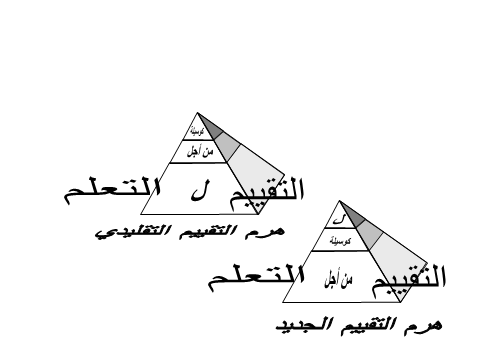 كوسيلة
من أجل
التقييم ل التعلم
هرم التقييم التقليدي
ل
كوسيلة
التقييم من أجل التعلم
هرم التقييم الجديد